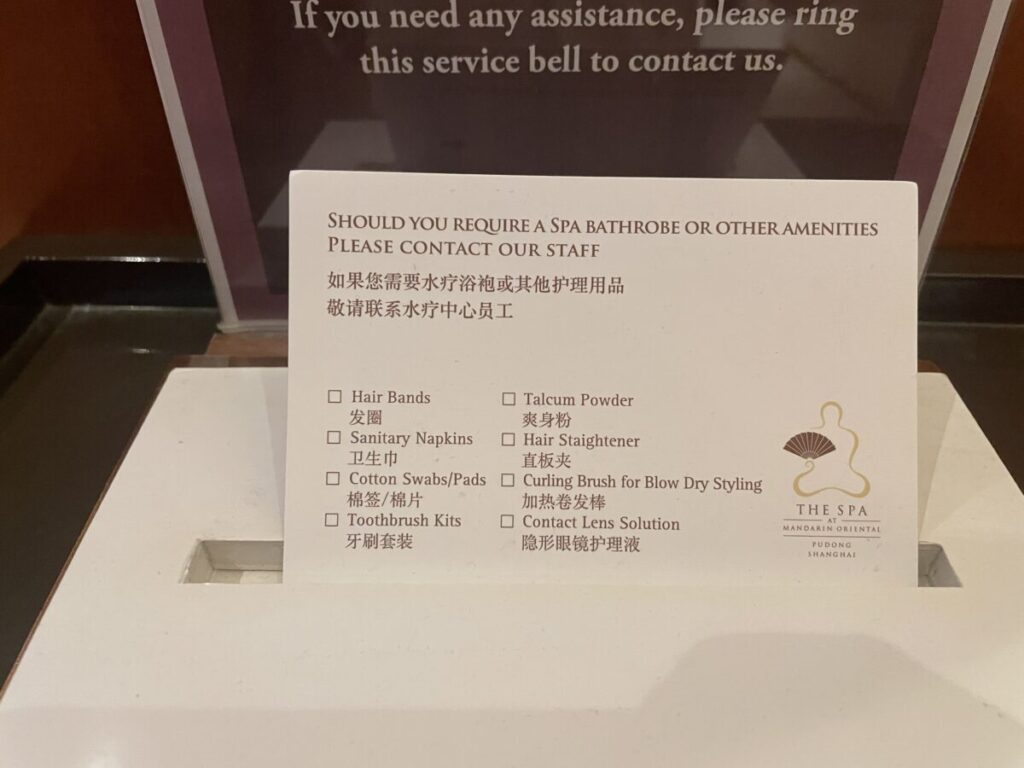 If you need any assistance, please ring
this service bell to contact us.
SHOULD YOU REQUIRE A SPA BATHROBE OR OTHER AMENITIES
PLEASE CONTACT OUR STAFF
如果您需要水疗浴袍或其他护理用品
敬请联系水疗中心员工
☐ Hair Bands
发圈
☐ Sanitary Napkins
卫生巾
☐ Cotton Swabs/Pads
棉签/棉片
☐ Toothbrush Kits
牙刷套装
☐ Talcum Powder
爽身粉
☐ Hair Staightener
直板夹
☐ Curling Brush for Blow Dry Styling
加热卷发棒
☐ Contact Lens Solution
隐形眼镜护理液
THE SPA
AT
MANDARIN ORIENTAL
PUDONG
SHANGHAI